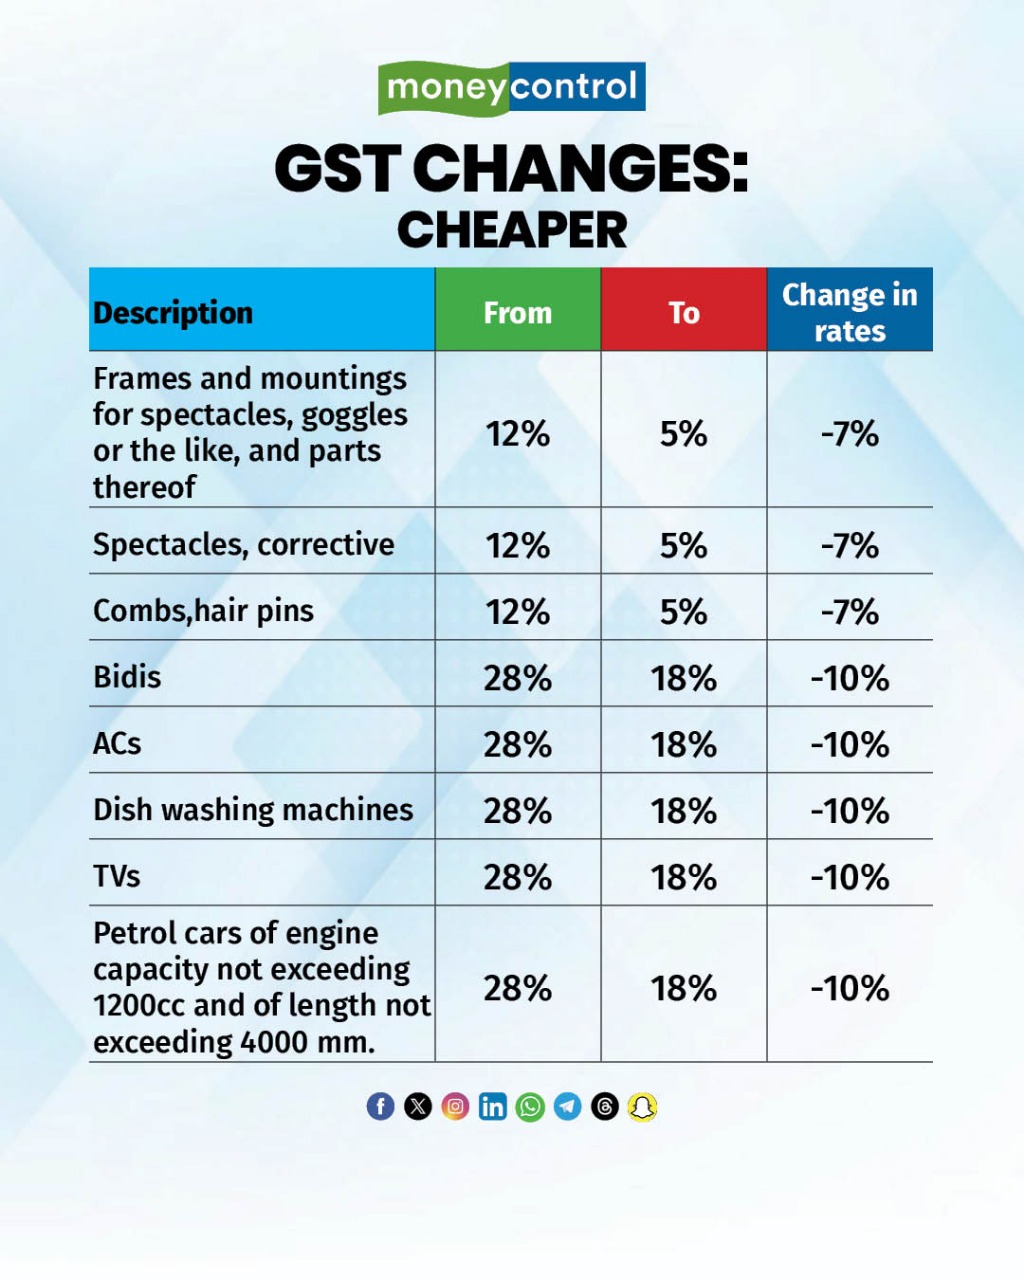 moneycontrol
GST CHANGES:
CHEAPER
Description From To Change in rates
Frames and mountings
for spectacles, goggles
or the like, and parts
thereof
12% 5% -7%
Spectacles, corrective 12% 5% -7%
Combs,hair pins 12% 5% -7%
Bidis 28% 18% -10%
ACs 28% 18% -10%
Dish washing machines 28% 18% -10%
TVs 28% 18% -10%
Petrol cars of engine
capacity not exceeding
1200cc and of length not
exceeding 4000 mm.
28% 18% -10%